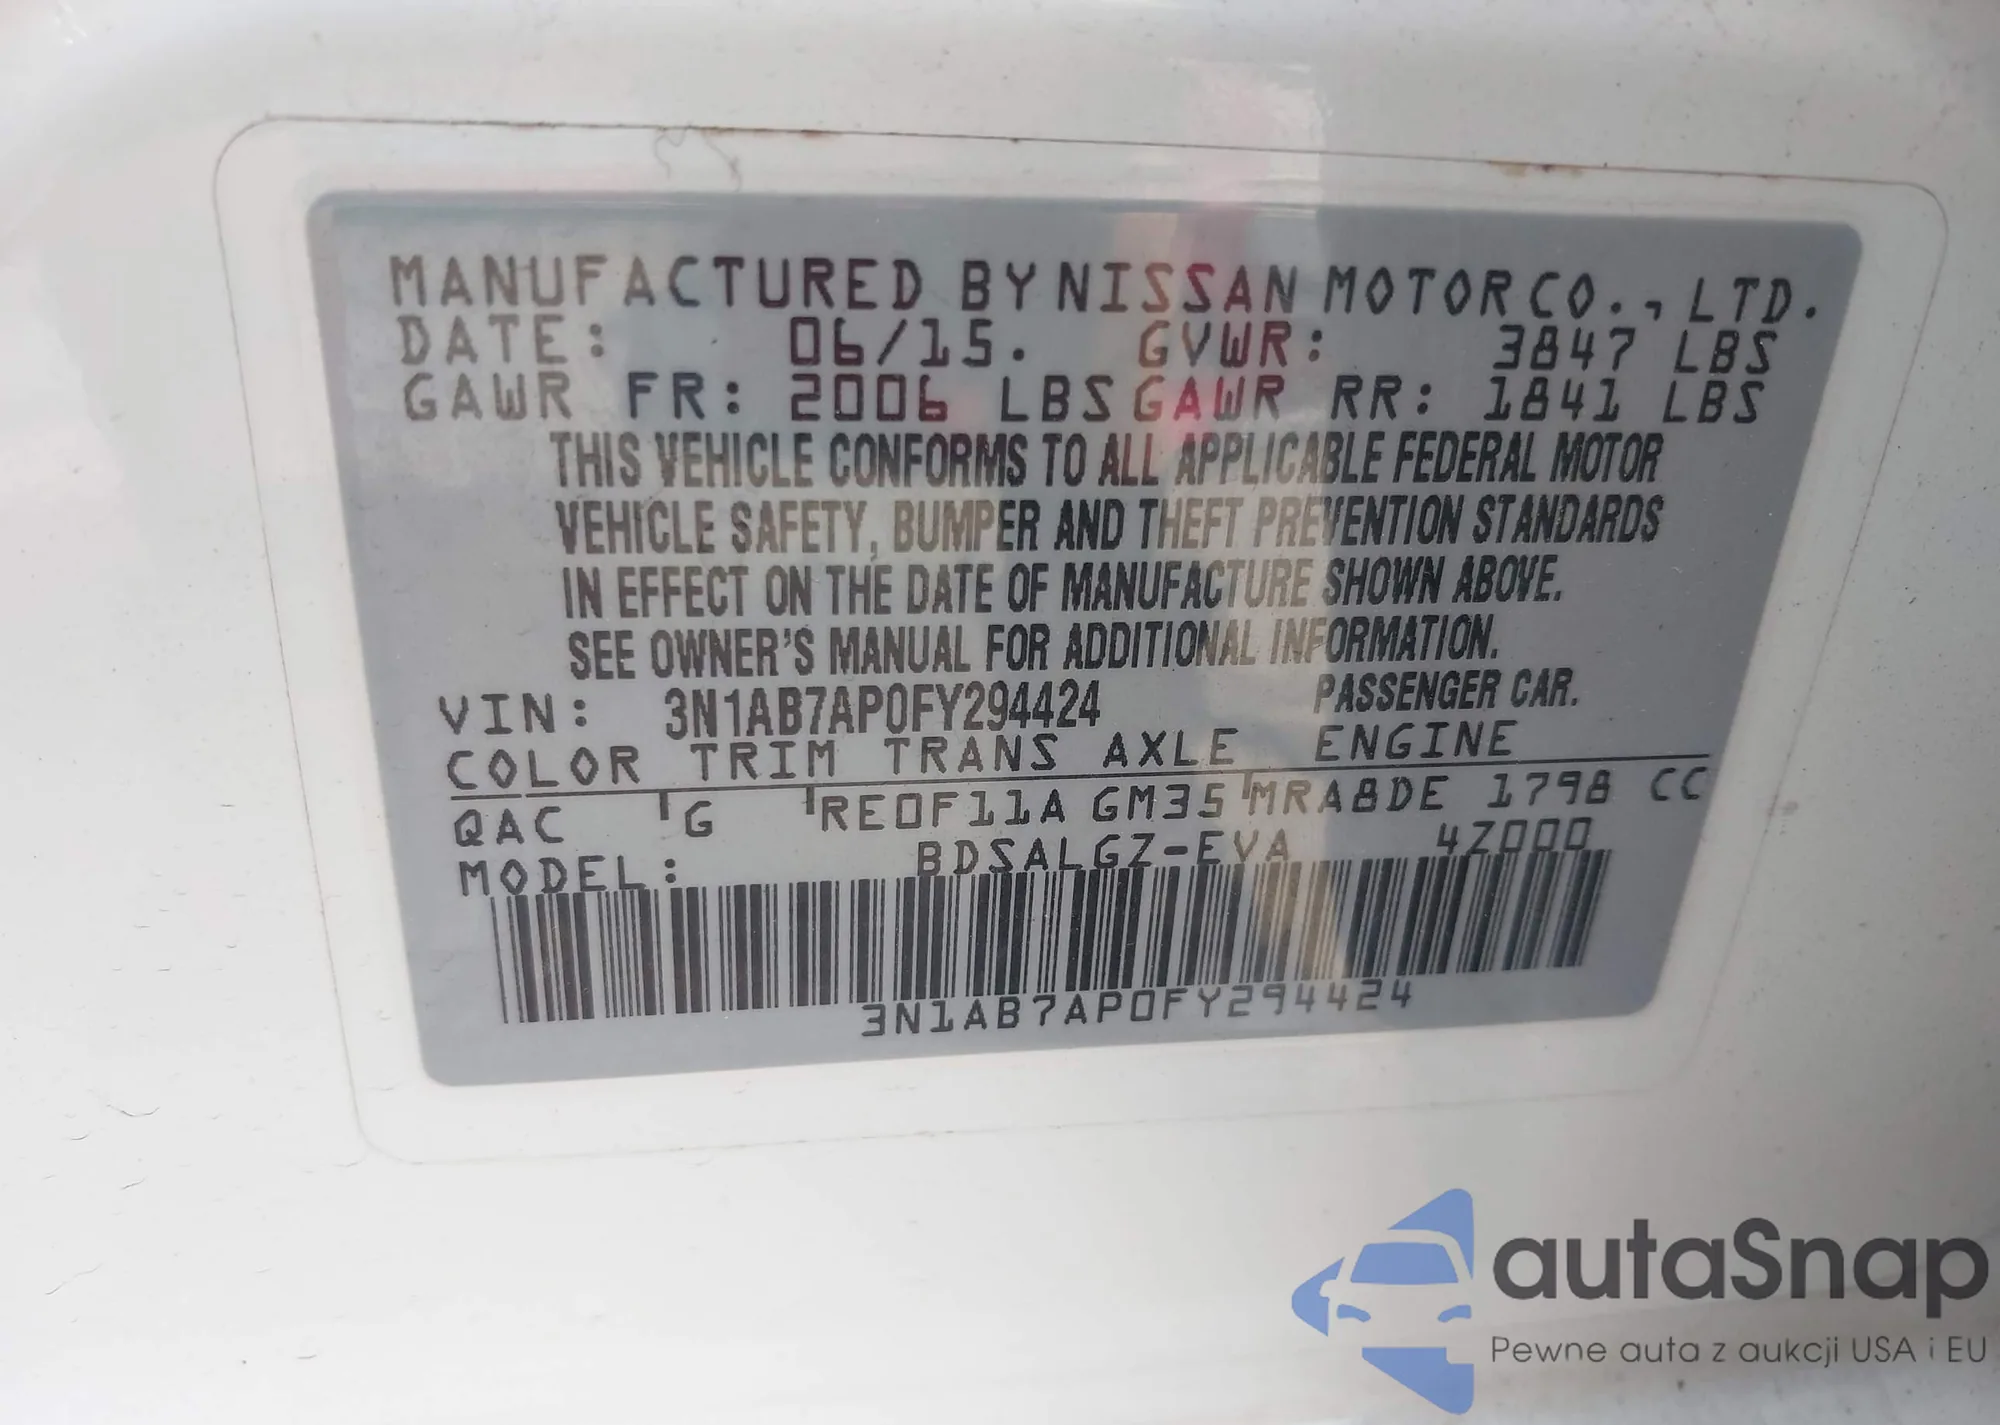 MANUFACTURED BY NISSAN MOTOR CO., LTD.
DATE: 06/15. GVWR: 3847 LBS
GAWR FR: 2006 LBS GAWR RR: 1841 LBS
THIS VEHICLE CONFORMS TO ALL APPLICABLE FEDERAL MOTOR
VEHICLE SAFETY, BUMPER AND THEFT PREVENTION STANDARDS
IN EFFECT ON THE DATE OF MANUFACTURE SHOWN ABOVE.
SEE OWNER'S MANUAL FOR ADDITIONAL INFORMATION.
VIN: 3N1AB7AP0FY294424 PASSENGER CAR.
COLOR TRIM TRANS AXLE ENGINE
QAC G RE0F11A GM35 MRA8DE 1798 CC
MODEL: BDSALGZ-EVA 4Z000
3N1AB7AP0FY294424
autaSnap
Pewne auta z aukcji USA i EU